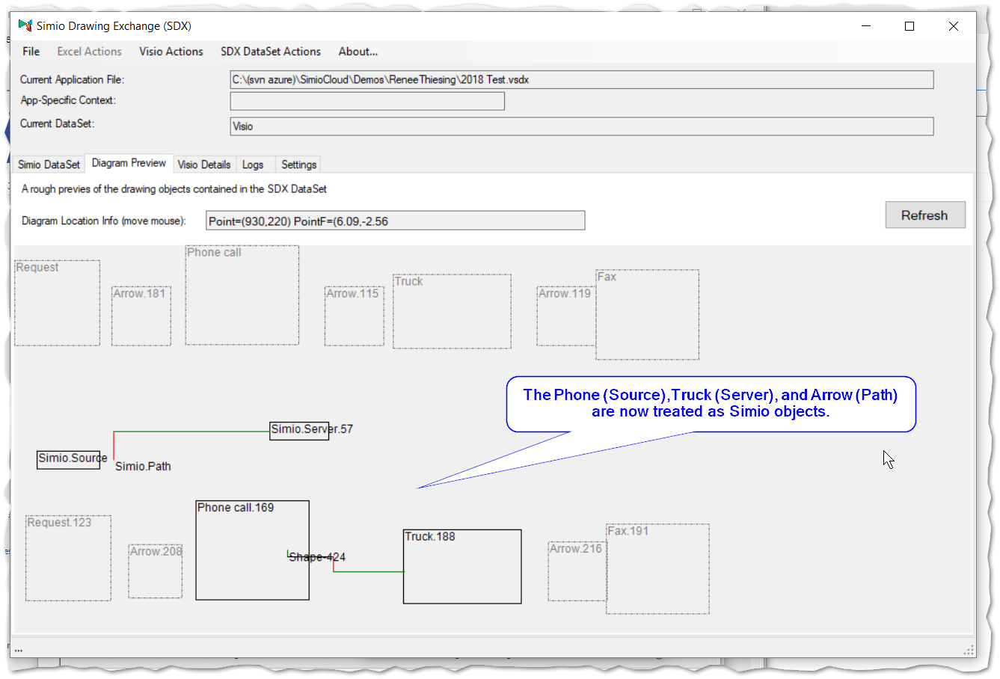 Simio Drawing Exchange (SDX)
File Excel Actions Visio Actions SDX DataSet Actions About...
Current Application File: C:\(svn azure)\SimioCloud\Demos\ReneeThiesing\2018 Test.vsdx
App-Specific Context:
Current DataSet: Visio
Simio DataSet Diagram Preview Visio Details Logs Settings
A rough previes of the drawing objects contained in the SDX DataSet
Diagram Location Info (move mouse): Point=(930,220) PointF=(6.09,-2.56
Refresh
Phone call
Request
Fax
Truck
Arrow.181 Arrow.115 Arrow.119
The Phone (Source),Truck (Server), and Arrow (Path)
are now treated as Simio objects.
Simio.Server.57
Simio.Source
Simio.Path
Phone call.169
Request.123
Fax.191
Truck.188
Arrow.208
Arrow.216
Shape-424
...